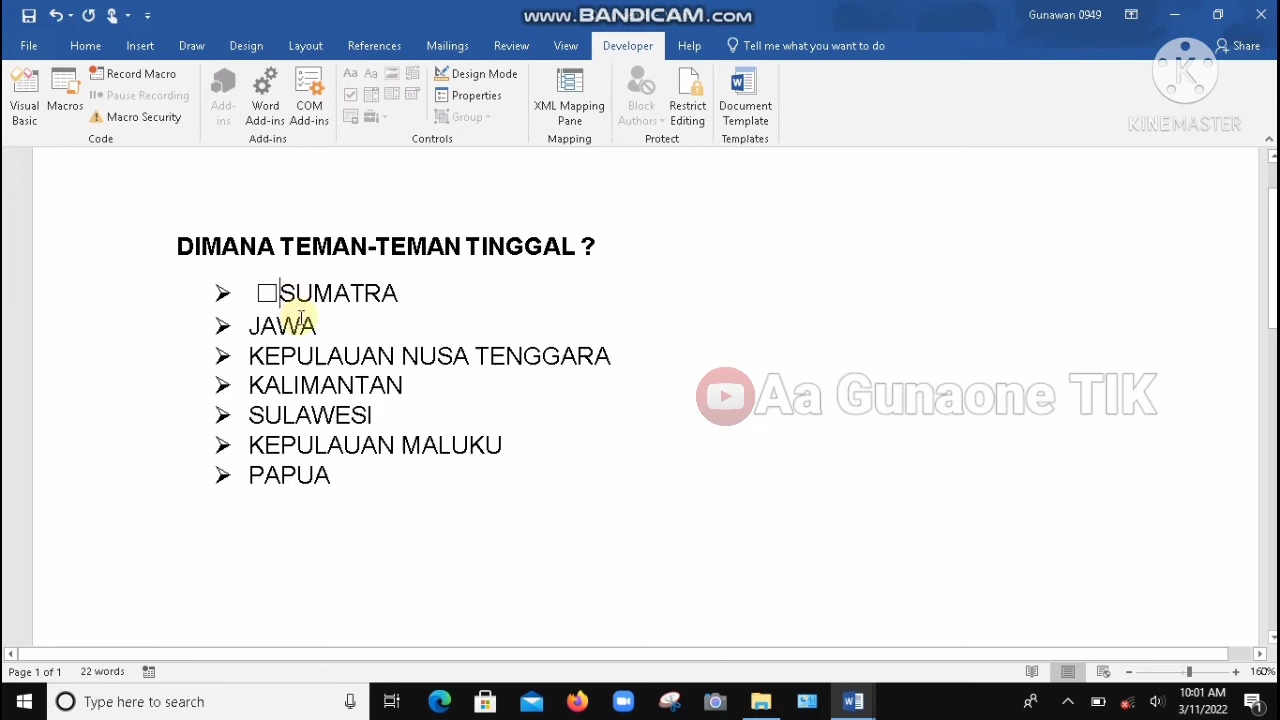 www.BANDICAM.com
Gunawan 0949
File Home Insert Draw Design Layout References Mailings Review View Developer Help Tell me what you want to do Share
Visual Basic
Macros
Record Macro
Pause Recording
Macro Security
Code
Add-ins
Word Add-ins
COM Add-ins
Add-ins
Aa Aa
Design Mode
Properties
Group
Controls
XML Mapping Pane
Mapping
Block Authors
Restrict Editing
Protect
Document Template
Templates
K
KINEMASTER
DIMANA TEMAN-TEMAN TINGGAL ?
➢ ☐SUMATRA
➢ JAWA
➢ KEPULAUAN NUSA TENGGARA
➢ KALIMANTAN
➢ SULAWESI
➢ KEPULAUAN MALUKU
➢ PAPUA
Aa Gunaone TIK
Page 1 of 1 22 words
160%
Type here to search
10:01 AM
3/11/2022
1